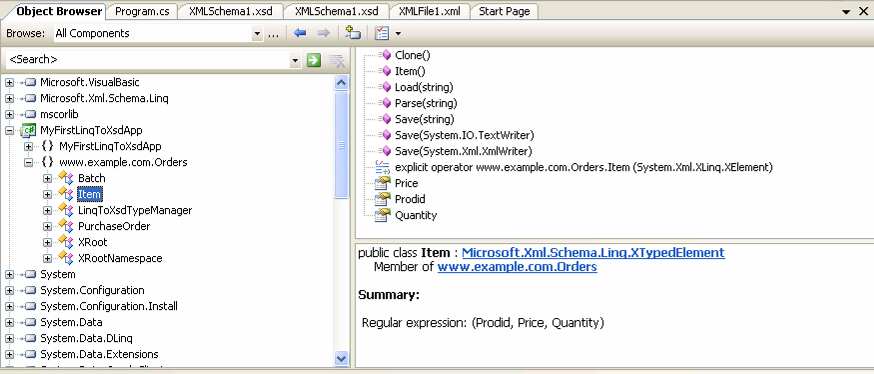 Object Browser Program.cs XMLSchema1.xsd XMLSchema1.xsd XMLFile1.xml Start Page
Browse: All Components ...
<Search>
Microsoft.VisualBasic
Microsoft.Xml.Schema.Linq
mscorlib
MyFirstLinqToXsdApp
{ } MyFirstLinqToXsdApp
{ } www.example.com.Orders
Batch
Item
LinqToXsdTypeManager
PurchaseOrder
XRoot
XRootNamespace
System
System.Configuration
System.Configuration.Install
System.Data
System.Data.DLinq
System.Data.Extensions
Clone()
Item()
Load(string)
Parse(string)
Save(string)
Save(System.IO.TextWriter)
Save(System.Xml.XmlWriter)
explicit operator www.example.com.Orders.Item (System.Xml.XLinq.XElement)
Price
Prodid
Quantity
public class Item : Microsoft.Xml.Schema.Linq.XTypedElement
Member of www.example.com.Orders
Summary:
Regular expression: (Prodid, Price, Quantity)